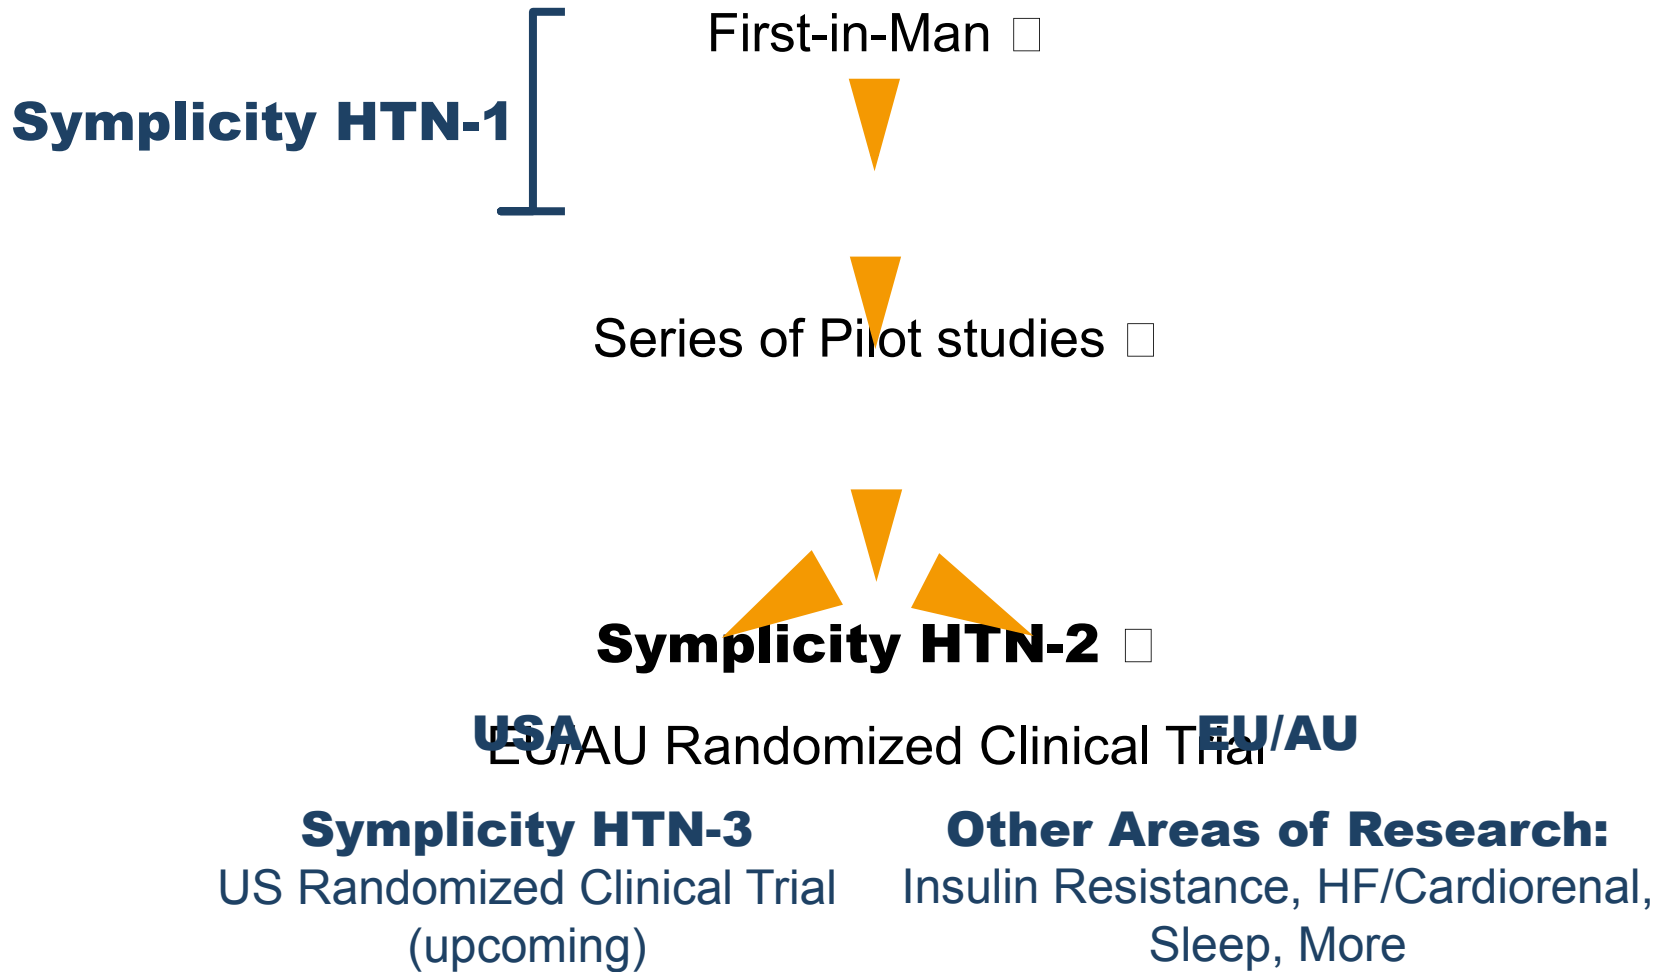 First-in-Man □
Symplicity HTN-1
Series of Pilot studies □
Symplicity HTN-2 □
USA
EU/AU Randomized Clinical Trial
EU/AU
Symplicity HTN-3
US Randomized Clinical Trial
(upcoming)
Other Areas of Research:
Insulin Resistance, HF/Cardiorenal,
Sleep, More